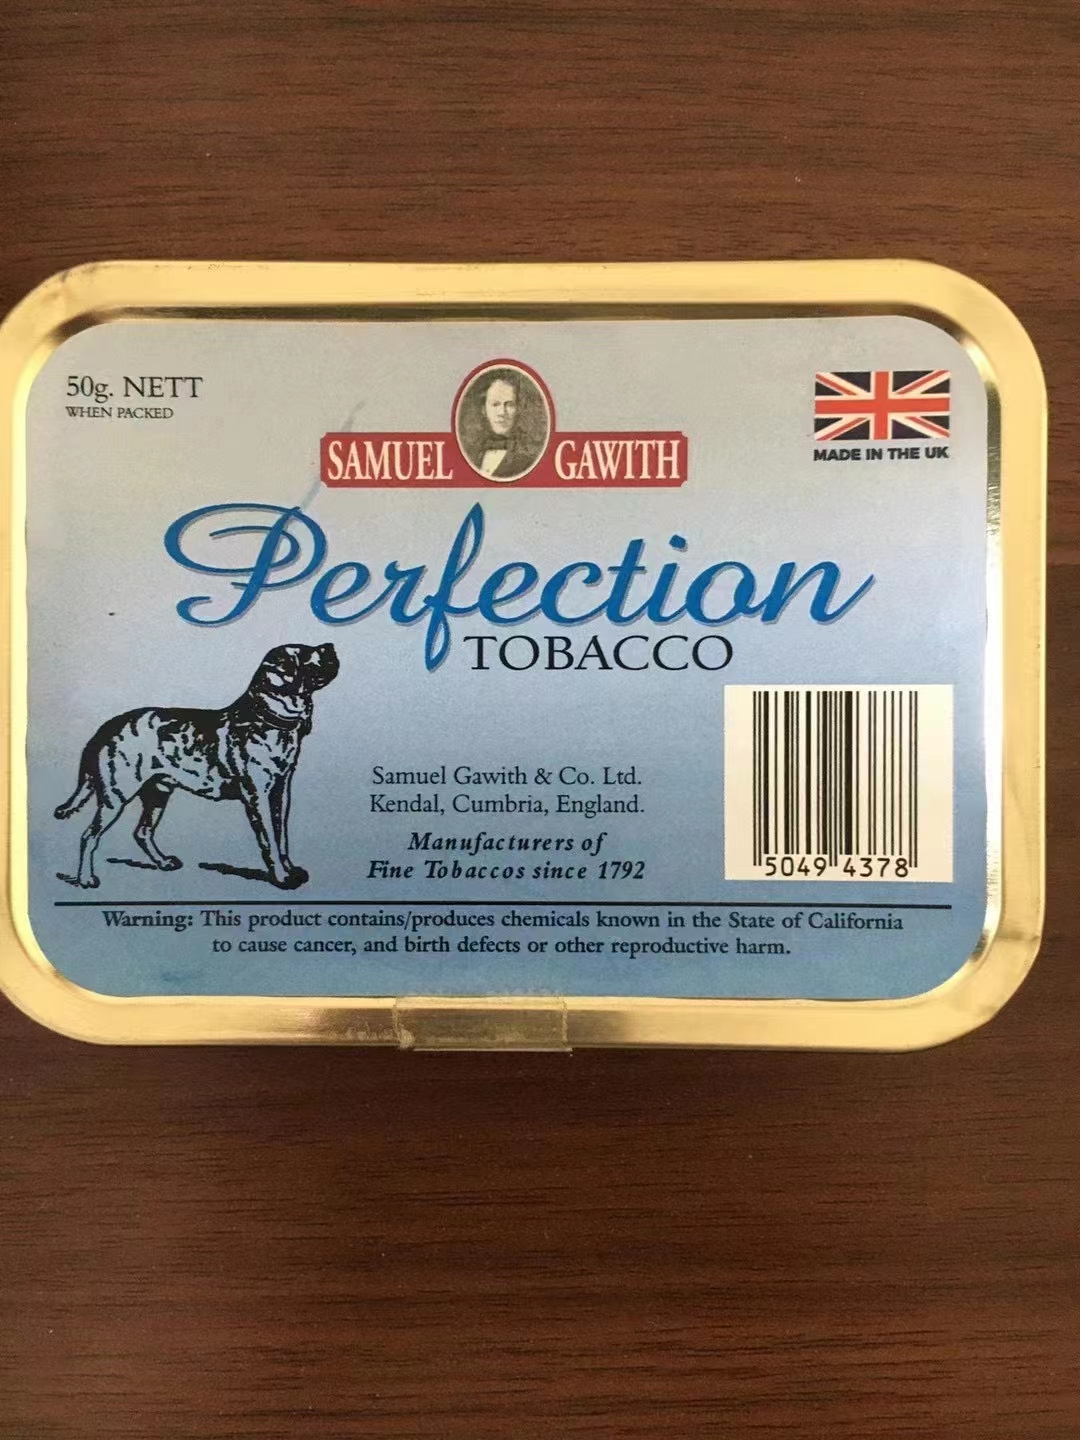 50g. NETT
WHEN PACKED
SAMUEL GAWITH
MADE IN THE UK
Perfection
TOBACCO
Samuel Gawith & Co. Ltd.
Kendal, Cumbria, England.
Manufacturers of
Fine Tobaccos since 1792
5049 4378
Warning: This product contains/produces chemicals known in the State of California
to cause cancer, and birth defects or other reproductive harm.